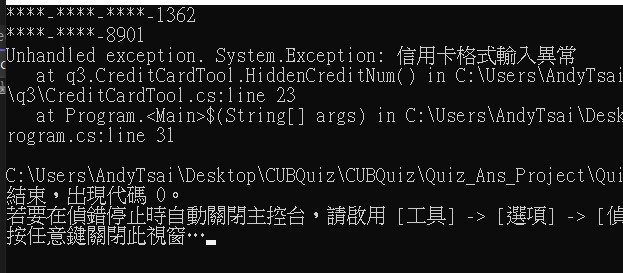 ****-****-****-1362
****-****-8901
Unhandled exception. System.Exception: 信用卡格式輸入異常
   at q3.CreditCardTool.HiddenCreditNum() in C:\Users\AndyTsai
\q3\CreditCardTool.cs:line 23
   at Program.<Main>$(String[] args) in C:\Users\AndyTsai\Desk
rogram.cs:line 31
C:\Users\AndyTsai\Desktop\CUBQuiz\CUBQuiz\Quiz_Ans_Project\Qui
結束，出現代碼 0。
若要在偵錯停止時自動關閉主控台，請啟用 [工具] -> [選項] -> [偵
按任意鍵關閉此視窗…